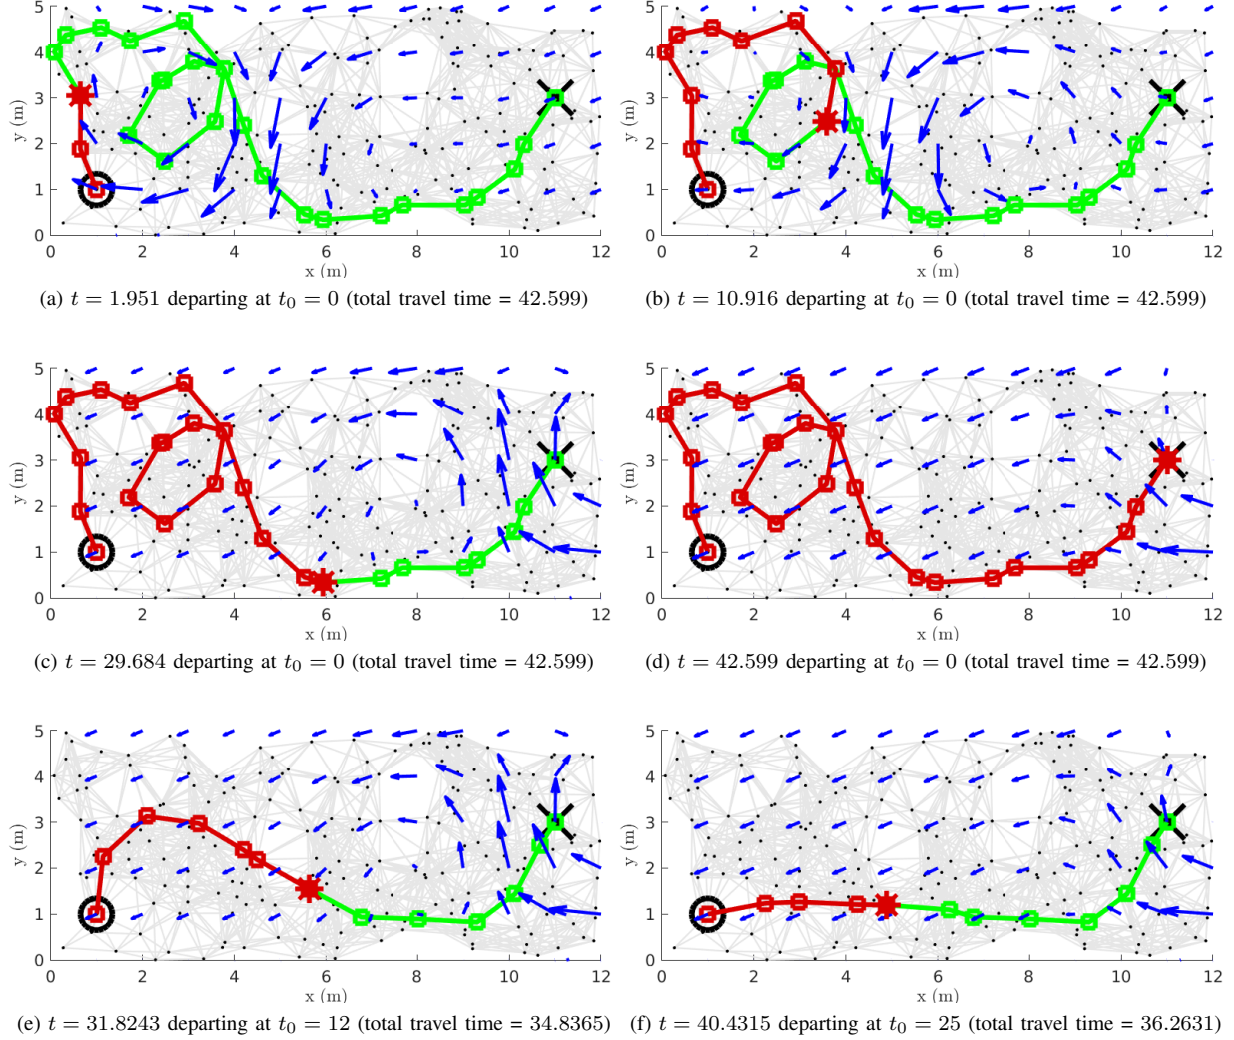 5
4
3
2
1
0
y (m)
0 2 4 6 8 10 12
x (m)
(a) t = 1.951 departing at t₀ = 0 (total travel time = 42.599)
5
4
3
2
1
0
y (m)
0 2 4 6 8 10 12
x (m)
(b) t = 10.916 departing at t₀ = 0 (total travel time = 42.599)
5
4
3
2
1
0
y (m)
0 2 4 6 8 10 12
x (m)
(c) t = 29.684 departing at t₀ = 0 (total travel time = 42.599)
5
4
3
2
1
0
y (m)
0 2 4 6 8 10 12
x (m)
(d) t = 42.599 departing at t₀ = 0 (total travel time = 42.599)
5
4
3
2
1
0
y (m)
0 2 4 6 8 10 12
x (m)
(e) t = 31.8243 departing at t₀ = 12 (total travel time = 34.8365)
5
4
3
2
1
0
y (m)
0 2 4 6 8 10 12
x (m)
(f) t = 40.4315 departing at t₀ = 25 (total travel time = 36.2631)